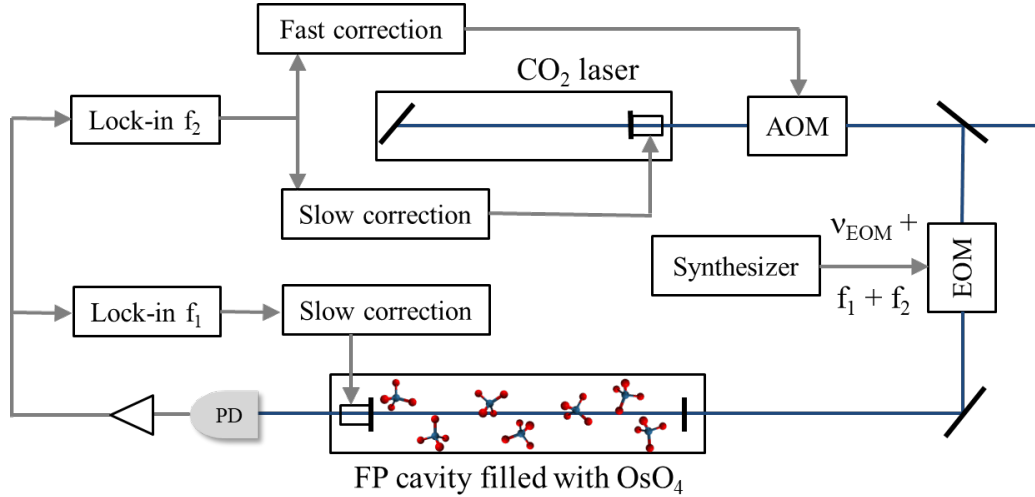 Fast correction
CO₂ laser
Lock-in f₂
AOM
Slow correction
ν_EOM +
Synthesizer
EOM
f₁ + f₂
Lock-in f₁
Slow correction
PD
FP cavity filled with OsO₄